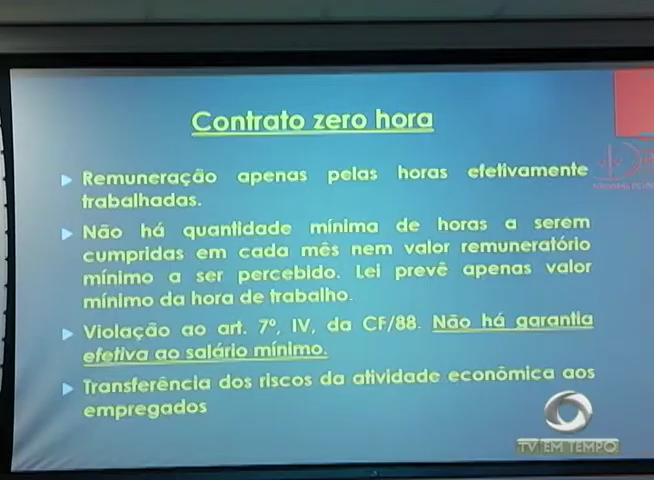 Contrato zero hora
Remuneração apenas pelas horas efetivamente
trabalhadas.
Não há quantidade mínima de horas a serem
cumpridas em cada mês nem valor remuneratório
mínimo a ser percebido. Lei prevê apenas valor
mínimo da hora de trabalho.
Violação ao art. 7º, IV, da CF/88. Não há garantia
efetiva ao salário mínimo.
Transferência dos riscos da atividade econômica aos
empregados
TV EM TEMPO